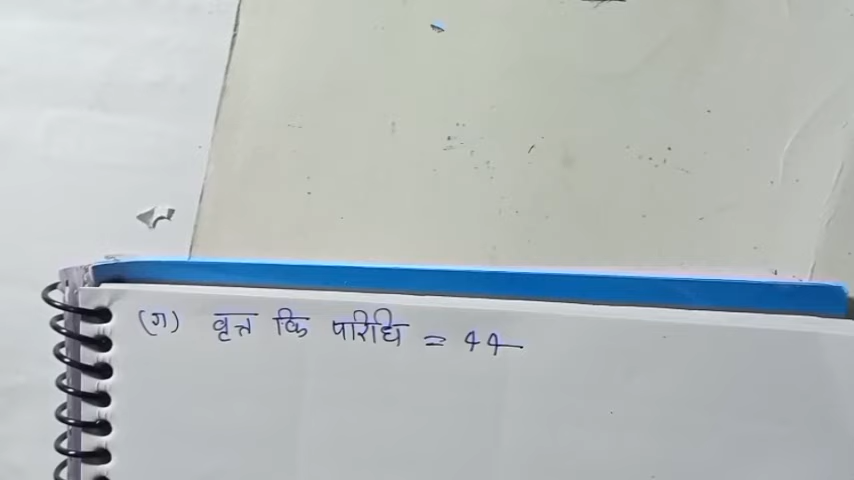 (ग) वृत्त कि परिधि = 44